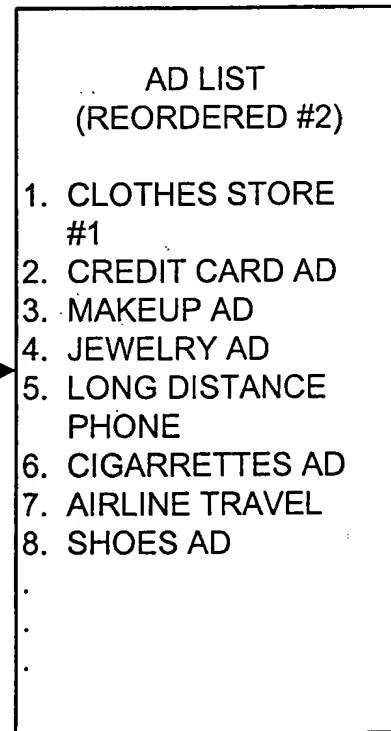 AD LIST
(REORDERED #2)
1. CLOTHES STORE
#1
2. CREDIT CARD AD
3. MAKEUP AD
4. JEWELRY AD
5. LONG DISTANCE
PHONE
6. CIGARRETTES AD
7. AIRLINE TRAVEL
8. SHOES AD
.
.
.